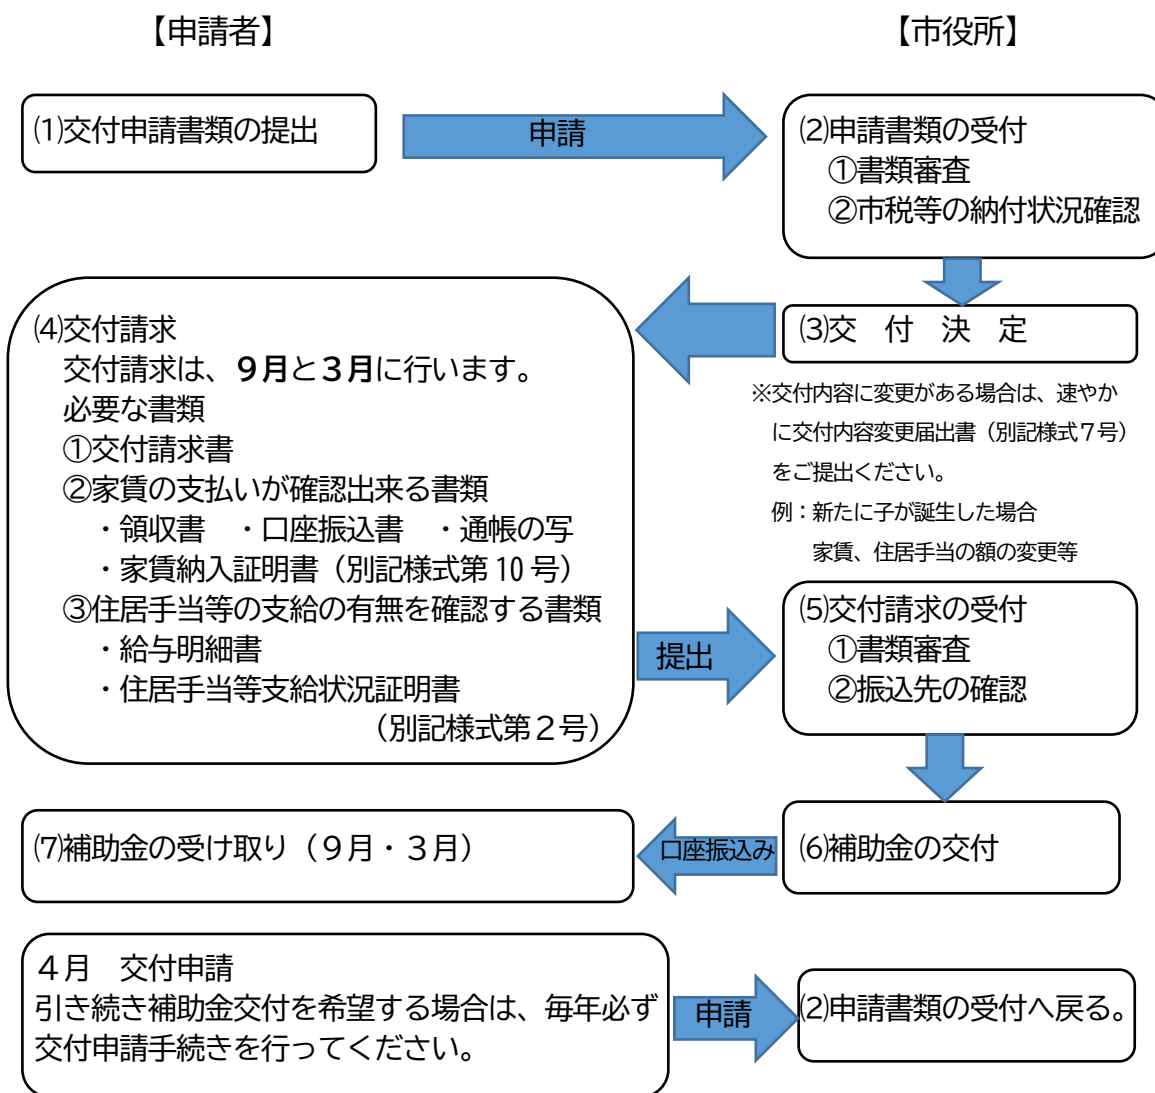 【申請者】
【市役所】
⑴交付申請書類の提出
申請
⑵申請書類の受付
①書類審査
②市税等の納付状況確認
⑶交　付　決　定
※交付内容に変更がある場合は、速やか
に交付内容変更届出書（別記様式７号）
をご提出ください。
例：新たに子が誕生した場合
家賃、住居手当の額の変更等
⑷交付請求
交付請求は、９月と３月に行います。
必要な書類
①交付請求書
②家賃の支払いが確認出来る書類
・領収書　・口座振込書　・通帳の写
・家賃納入証明書（別記様式第 10 号）
③住居手当等の支給の有無を確認する書類
・給与明細書
・住居手当等支給状況証明書
（別記様式第２号）
提出
⑸交付請求の受付
①書類審査
②振込先の確認
⑹補助金の交付
口座振込み
⑺補助金の受け取り（９月・３月）
４月　交付申請
引き続き補助金交付を希望する場合は、毎年必ず
交付申請手続きを行ってください。
申請
⑵申請書類の受付へ戻る。